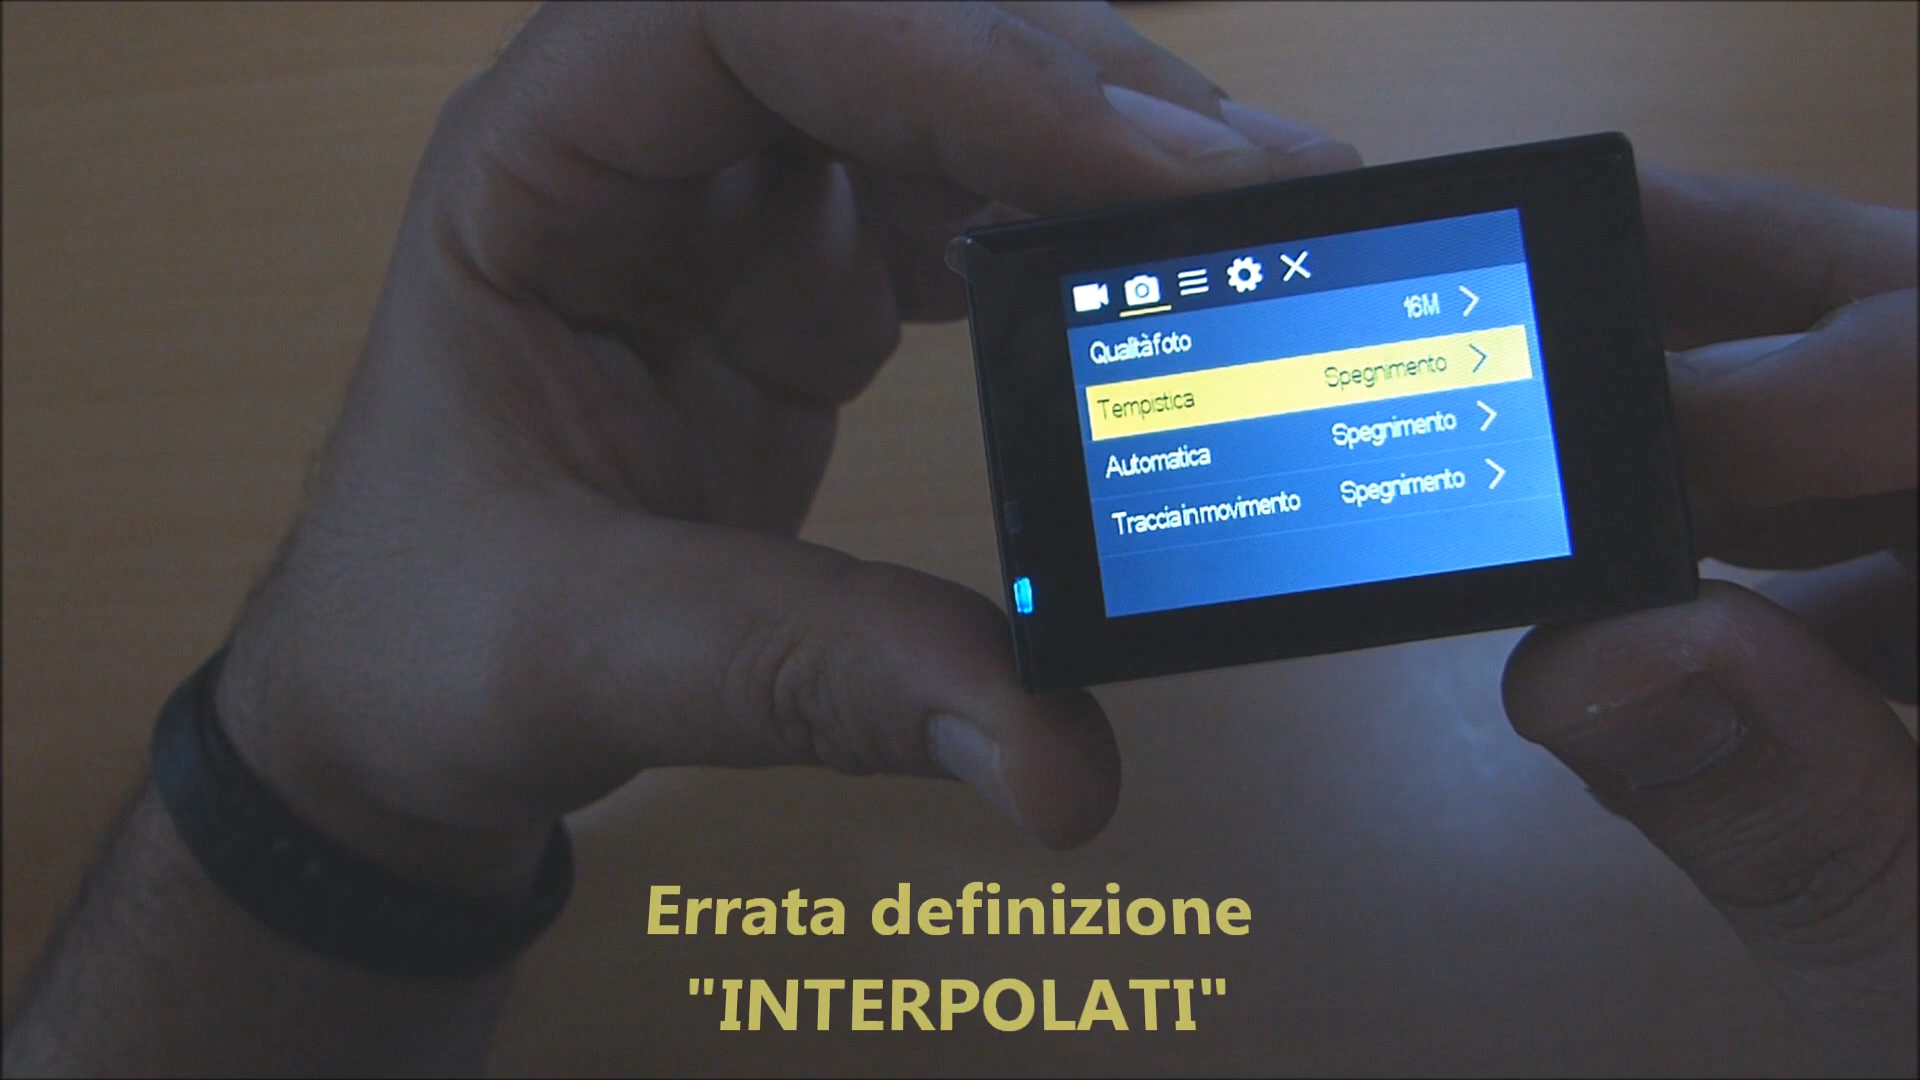 Qualità foto 16M
Tempistica Spegnimento
Automatica Spegnimento
Traccia in movimento Spegnimento
Errata definizione
"INTERPOLATI"